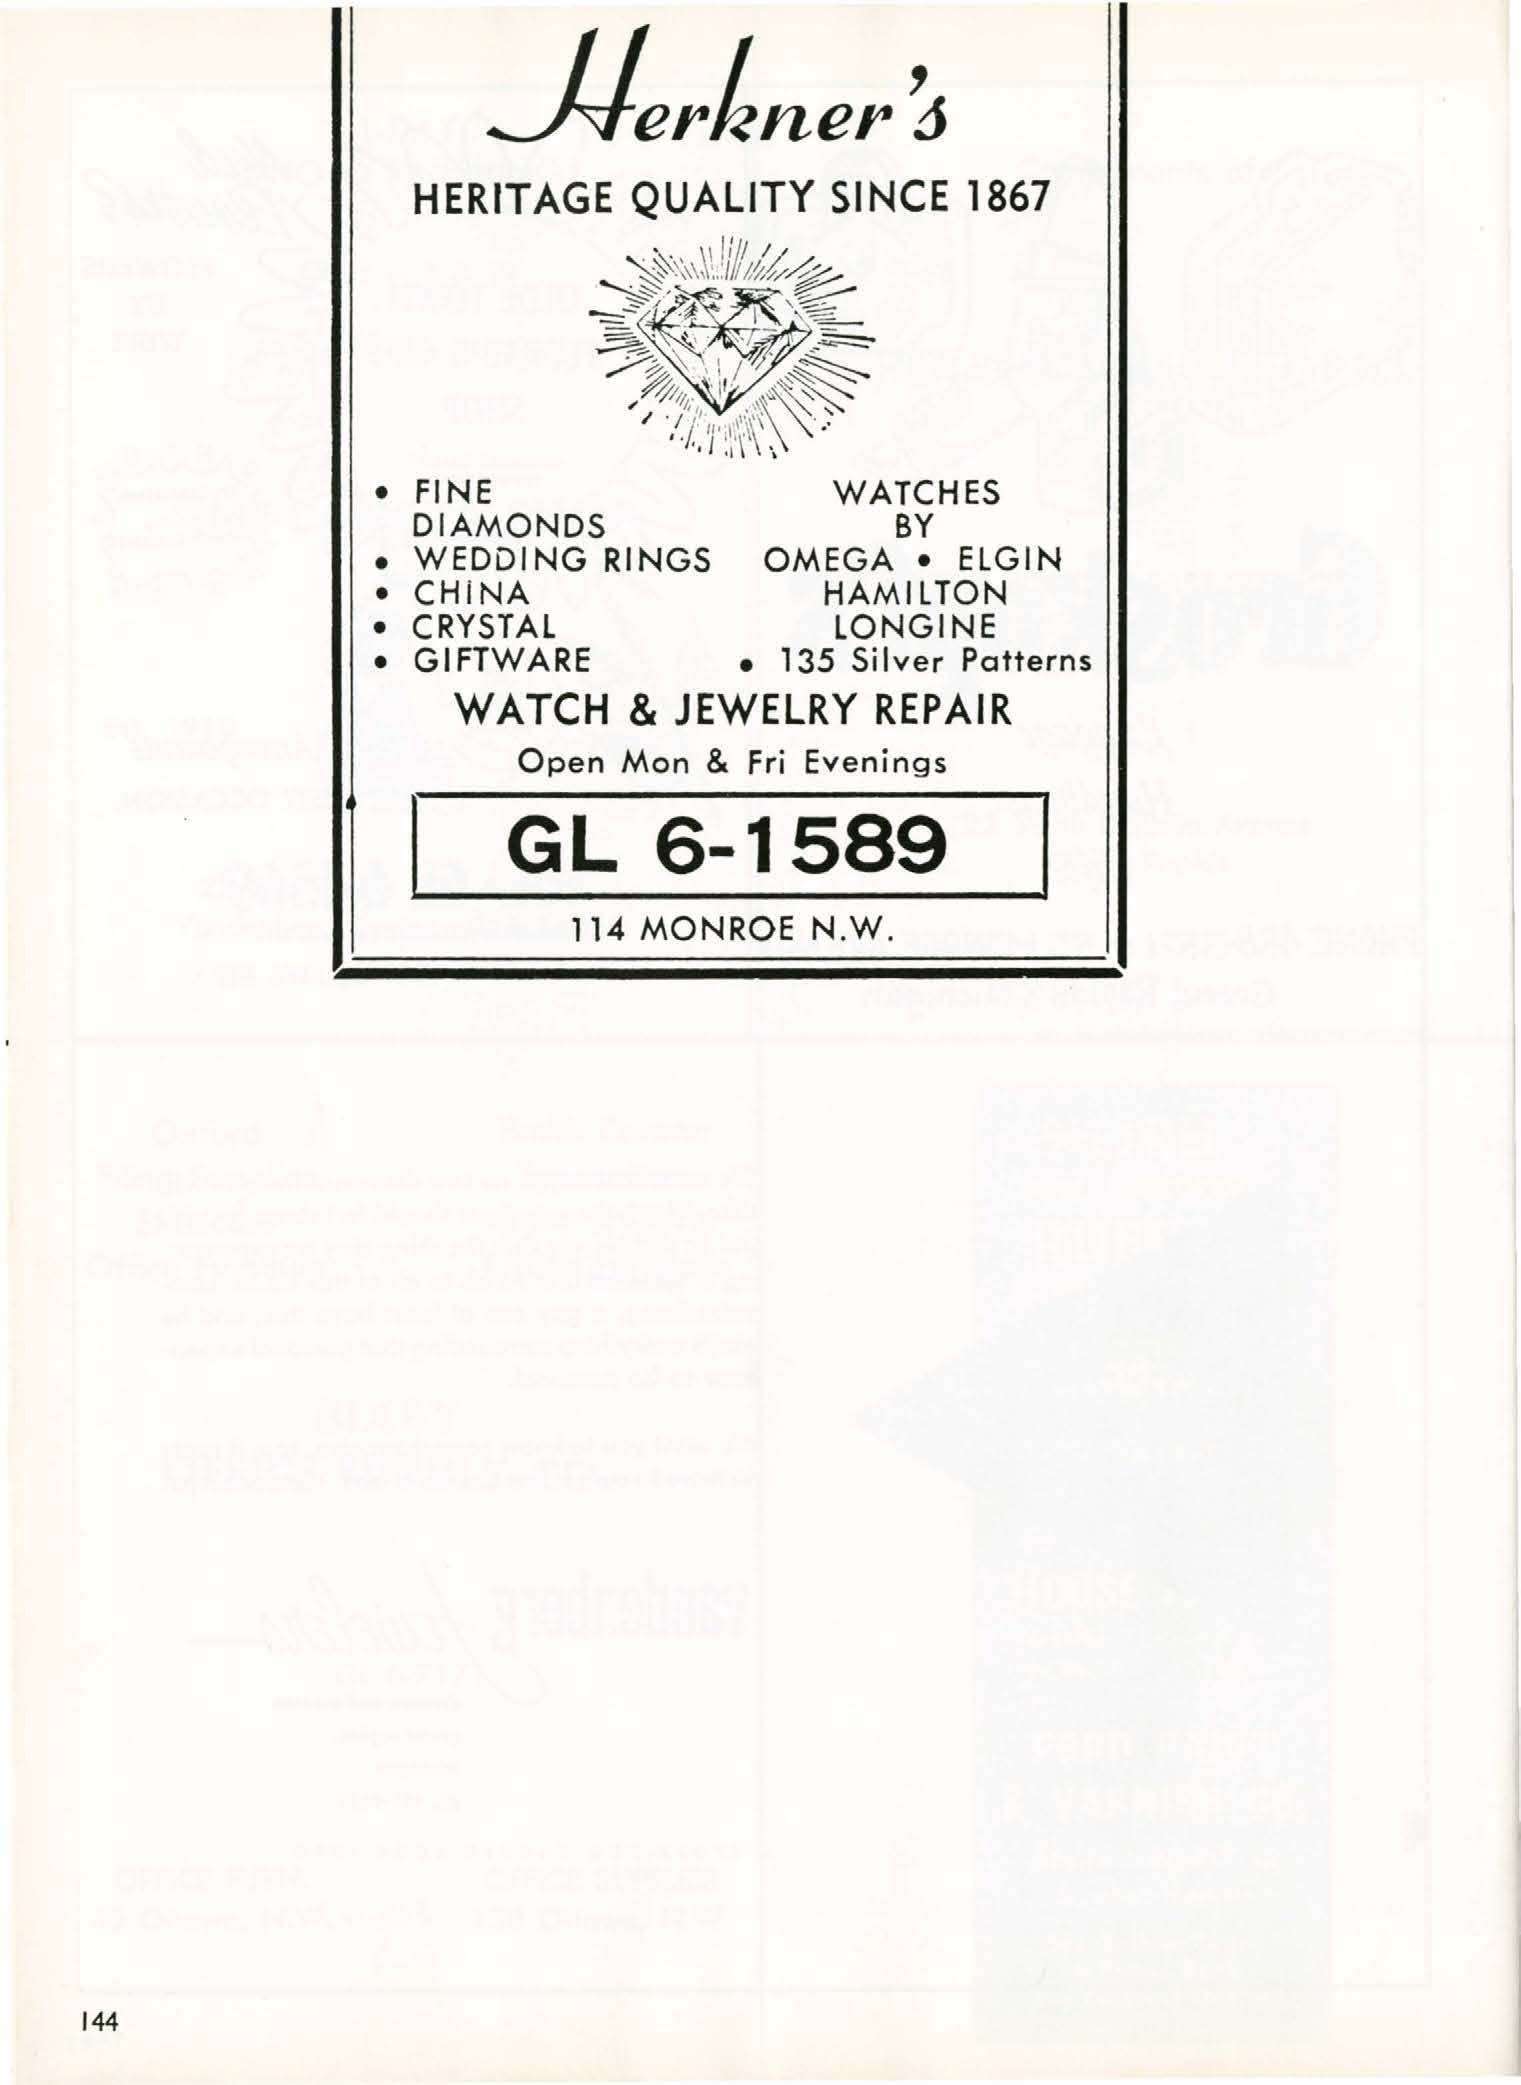 Herkner's
HERITAGE QUALITY SINCE 1867
• FINE
DIAMONDS
• WEDDING RINGS
• CHINA
• CRYSTAL
• GIFTWARE
WATCHES
BY
OMEGA • ELGIN
HAMILTON
LONGINE
• 135 Silver Patterns
WATCH & JEWELRY REPAIR
Open Mon & Fri Evenings
GL 6-1589
114 MONROE N.W.
144